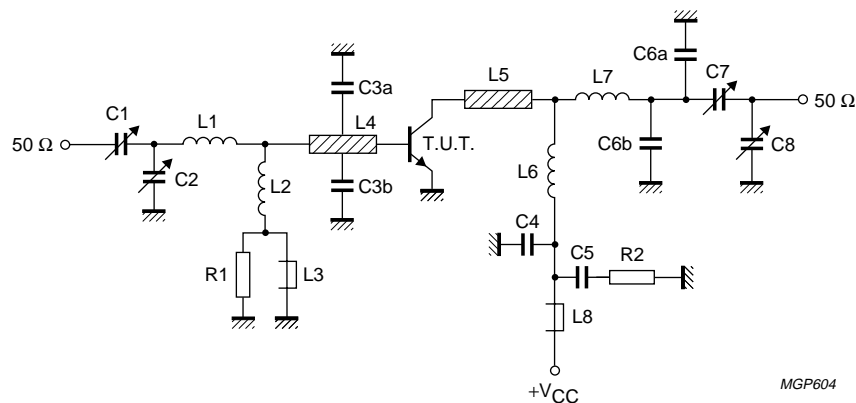 C6a
C3a
L5
L7
C7
50 Ω
C1
L1
L4
50 Ω
T.U.T.
C6b
C8
C2
L2
C3b
L6
C4
C5
R2
R1
L3
L8
+VCC
MGP604